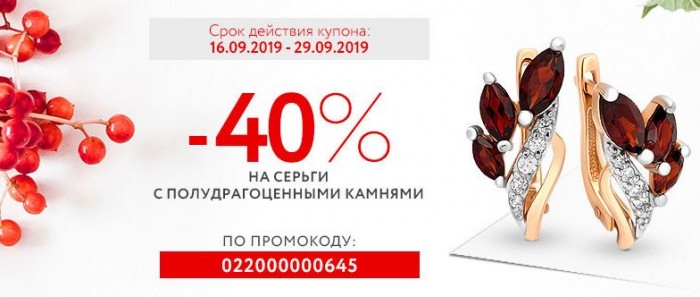 Срок действия купона:
16.09.2019 - 29.09.2019
-40%
НА СЕРЬГИ
С ПОЛУДРАГОЦЕННЫМИ КАМНЯМИ
ПО ПРОМОКОДУ:
022000000645